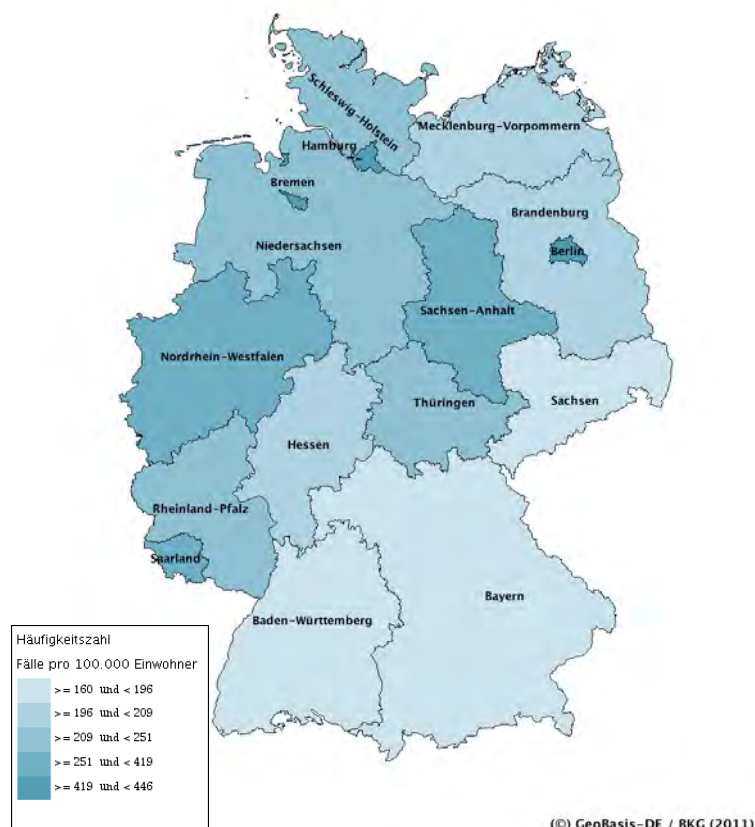 Schleswig-Holstein
Mecklenburg-Vorpommern
Hamburg
Bremen
Brandenburg
Niedersachsen
Berlin
Sachsen-Anhalt
Nordrhein-Westfalen
Thüringen
Sachsen
Hessen
Rheinland-Pfalz
Saarland
Bayern
Baden-Württemberg
Häufigkeitszahl
Fälle pro 100.000 Einwohner
>= 160 und < 196
>= 196 und < 209
>= 209 und < 251
>= 251 und < 419
>= 419 und < 446
(©) GeoBasis-DE / BKG (2011)